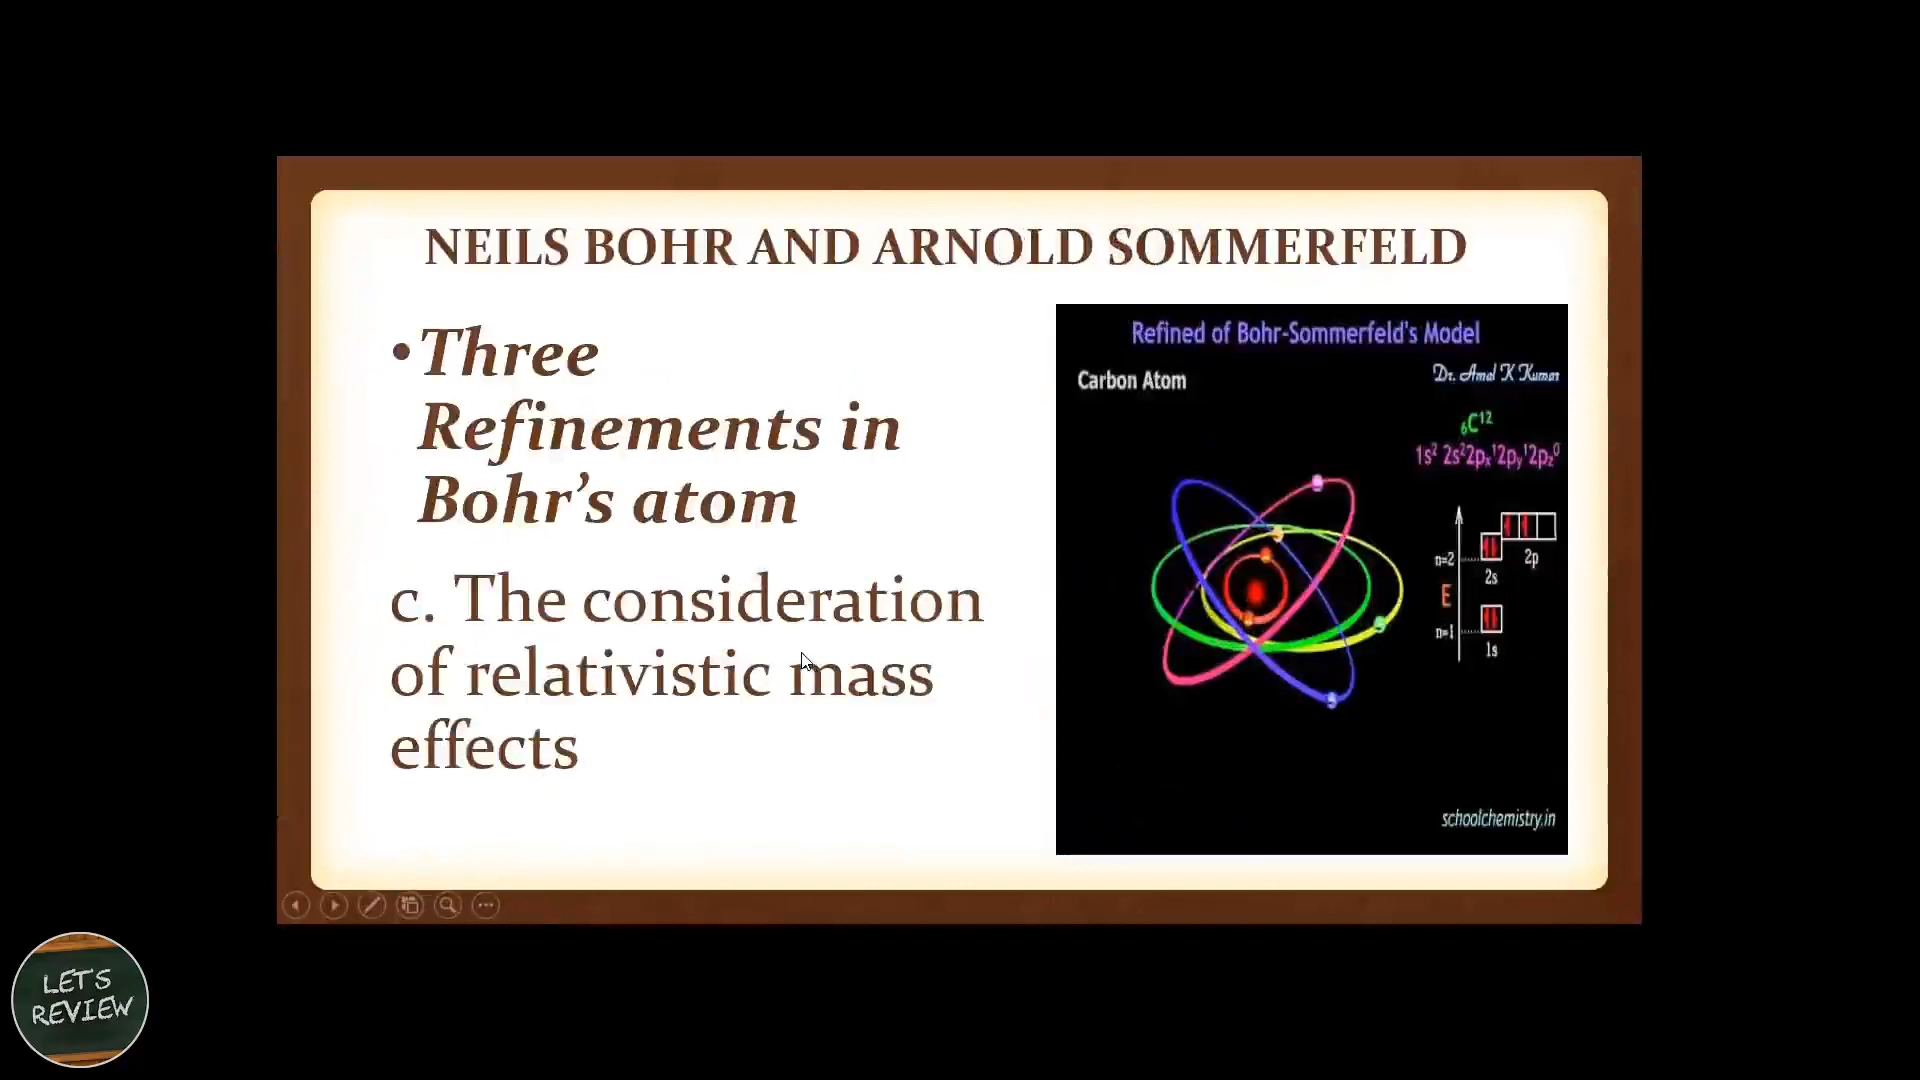 NEILS BOHR AND ARNOLD SOMMERFELD
• Three
Refinements in
Bohr’s atom
c. The consideration
of relativistic mass
effects
Refined of Bohr-Sommerfeld's Model
Carbon Atom
Dr. Amal K Kumar
₆C¹²
1s² 2s²2pₓ¹2pᵧ¹2p_z⁰
n=2
2s
2p
E
n=1
1s
schoolchemistry.in
LET'S
REVIEW